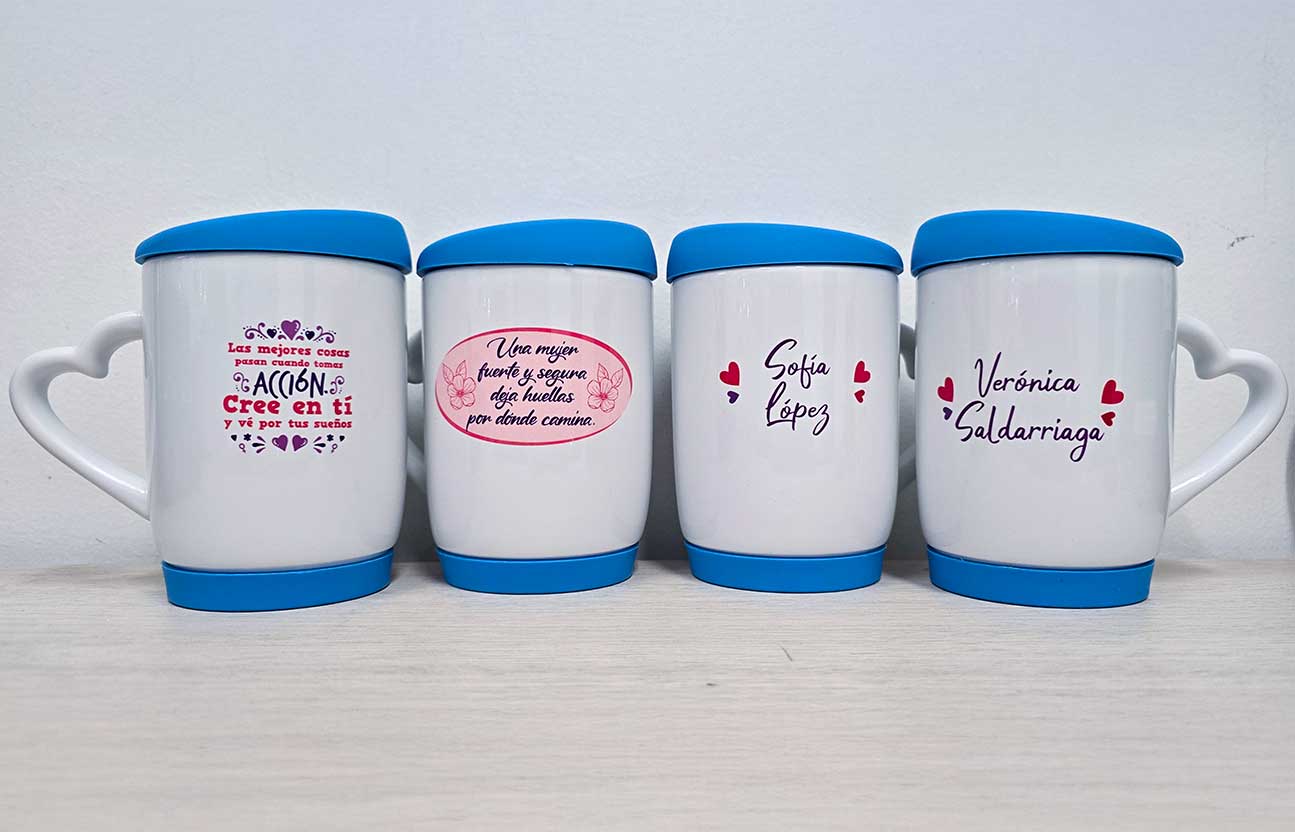 Las mejores cosas
pasan cuando tomas
ACCIÓN.
Cree en tí
y vé por tus sueños
Una mujer
fuerte y segura
deja huellas
por dónde camina.
Sofía
López
Verónica
Saldarriaga